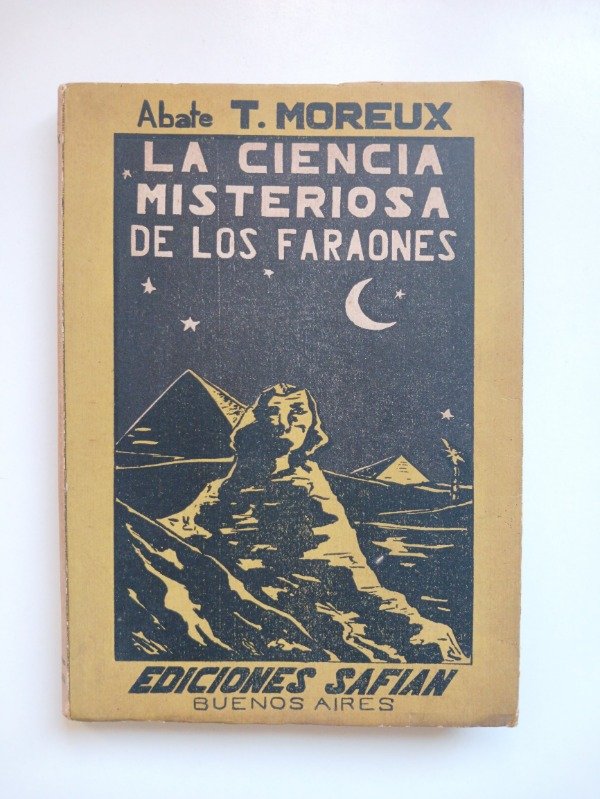 Abate T. MOREUX
LA CIENCIA
MISTERIOSA
DE LOS FARAONES
EDICIONES SAFIAN
BUENOS AIRES